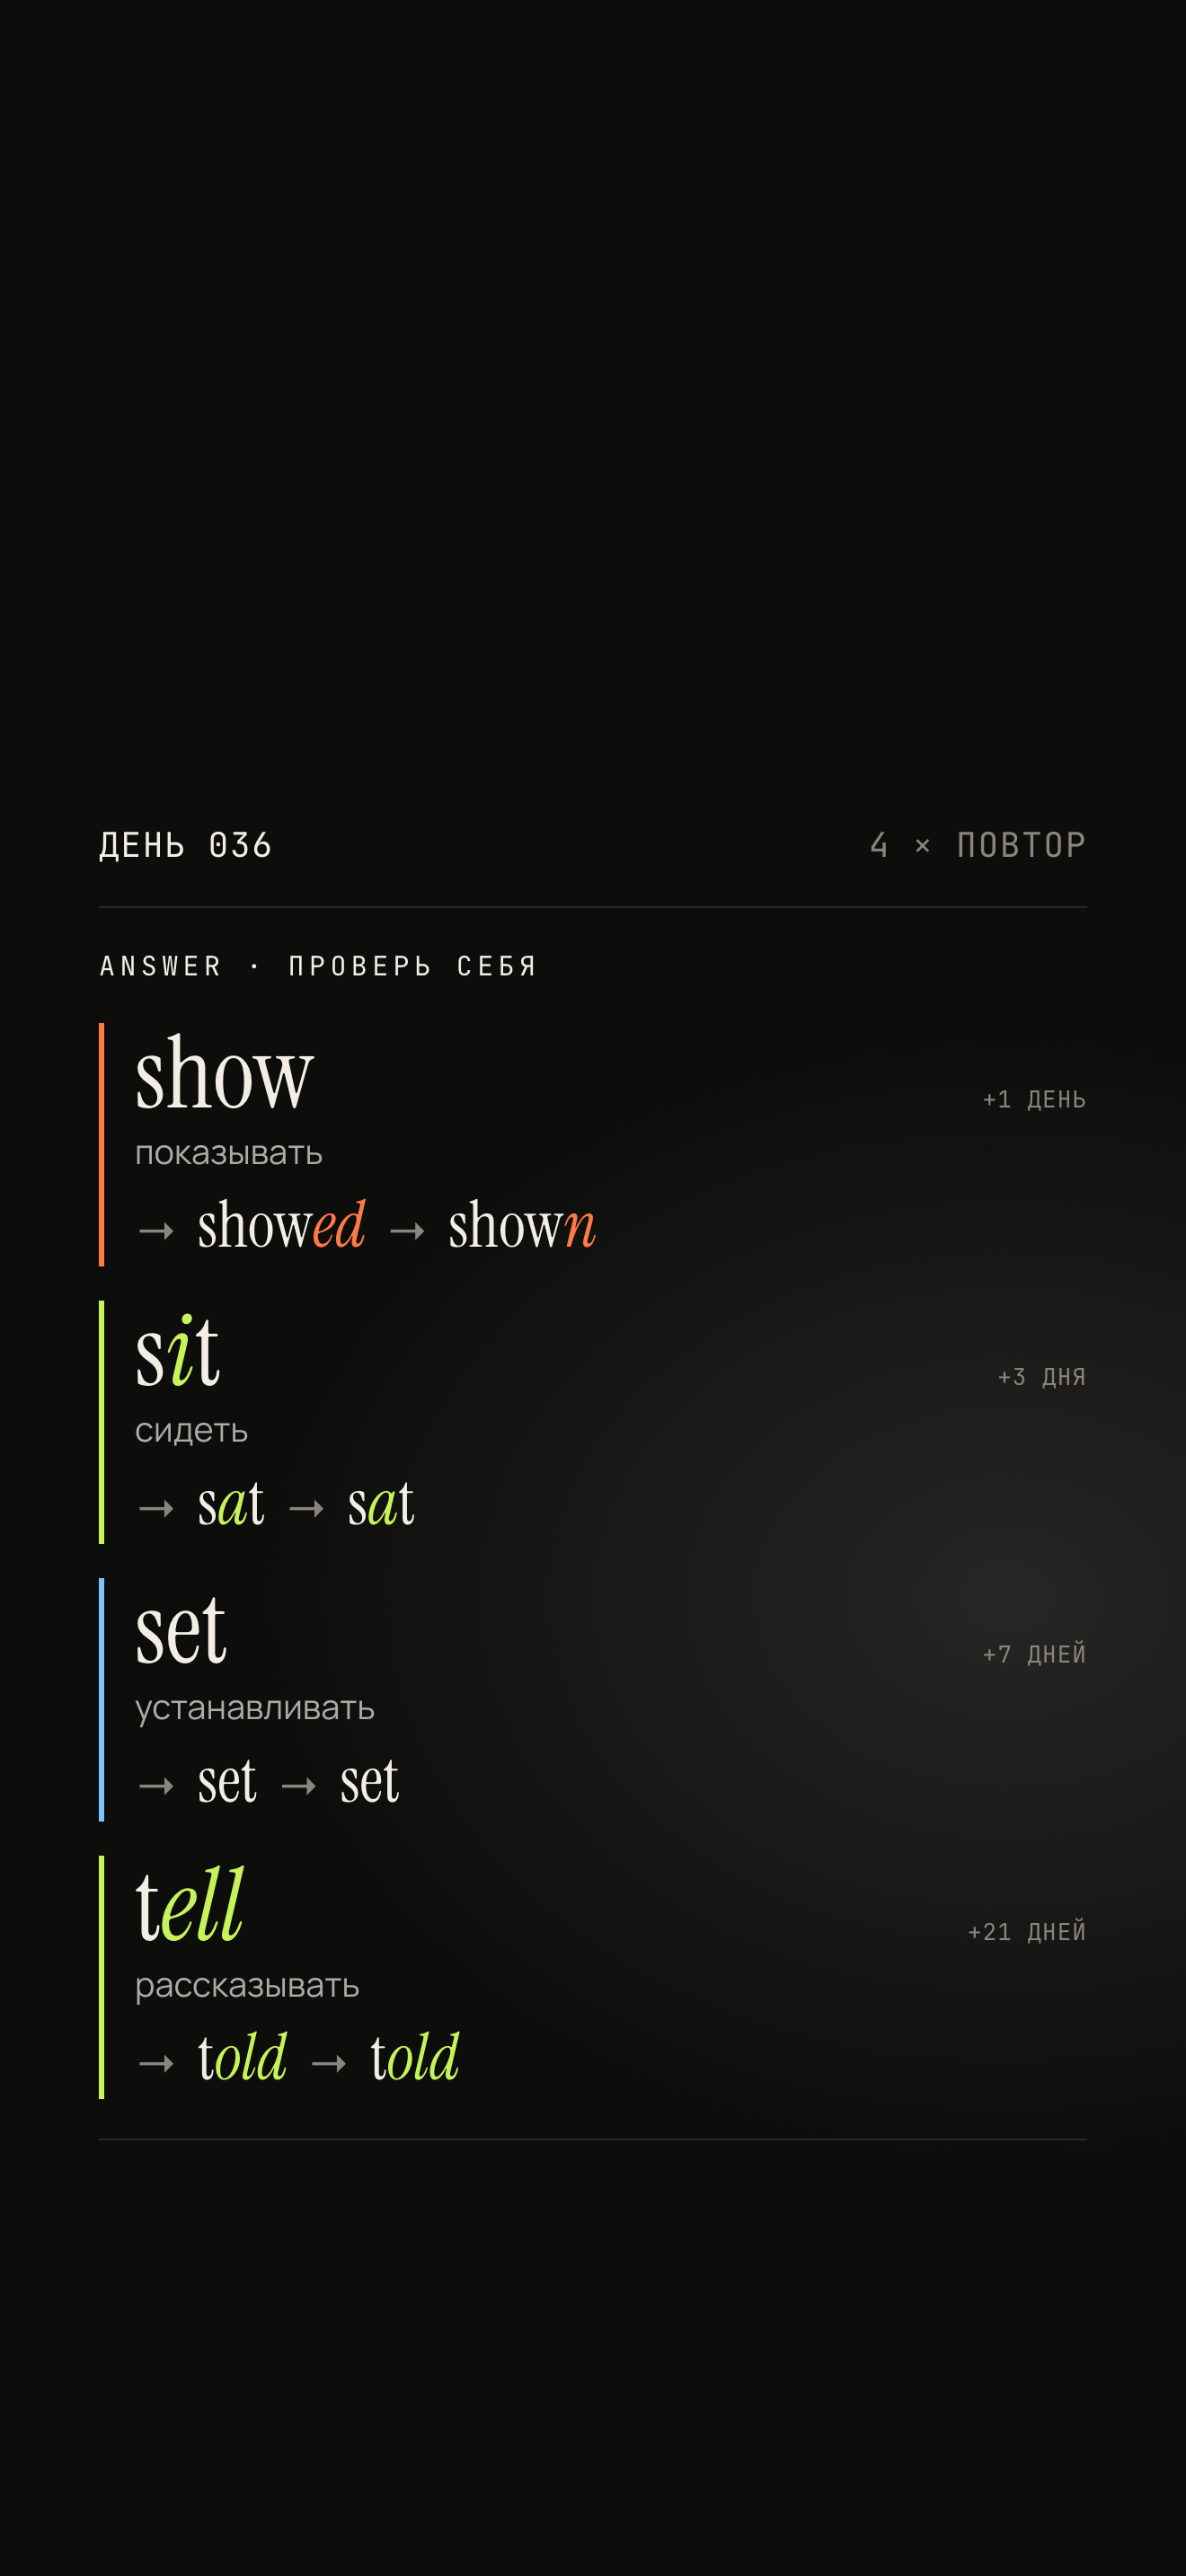 ДЕНЬ 036 4 × ПОВТОР
ANSWER · ПРОВЕРЬ СЕБЯ
show
+1 ДЕНЬ
показывать
→ showed → shown
sit
+3 ДНЯ
сидеть
→ sat → sat
set
+7 ДНЕЙ
устанавливать
→ set → set
tell
+21 ДНЕЙ
рассказывать
→ told → told